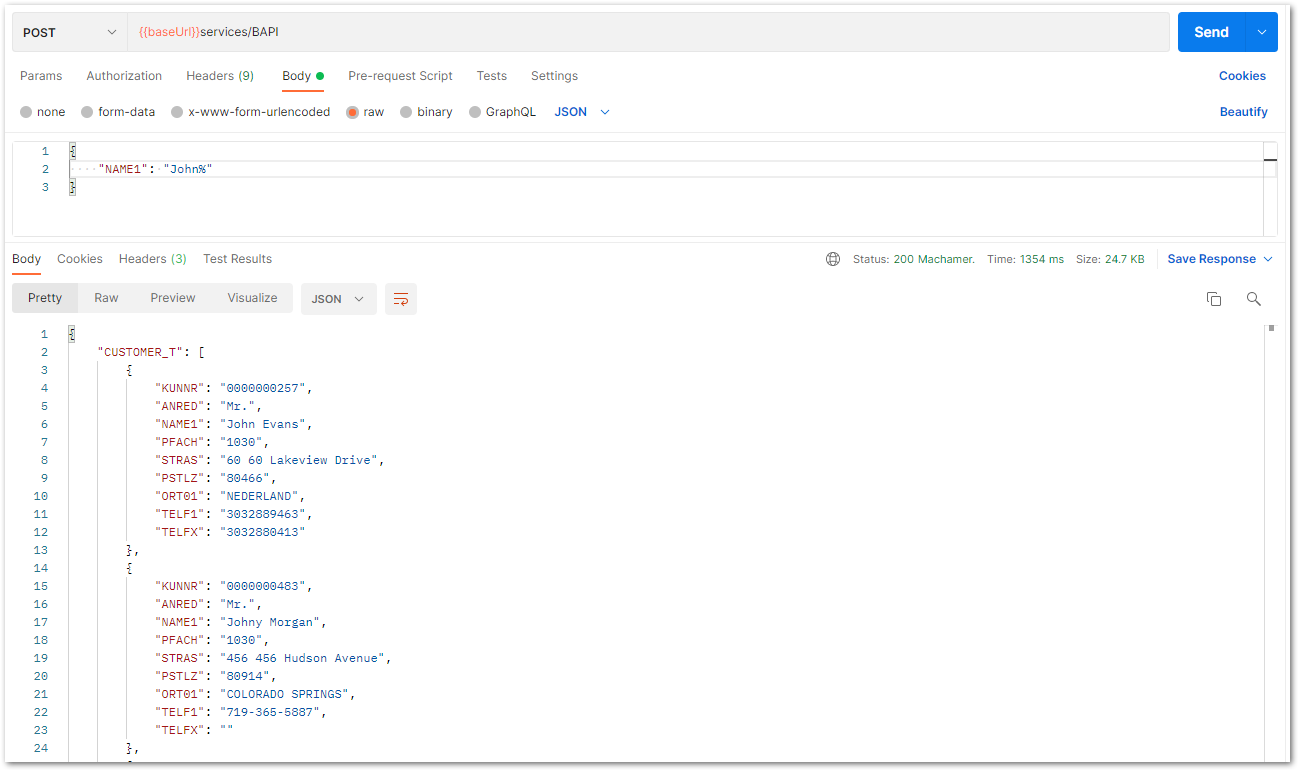 POST {{baseUrl}}services/BAPI Send
Params Authorization Headers (9) Body Pre-request Script Tests Settings Cookies
none form-data x-www-form-urlencoded raw binary GraphQL JSON Beautify
1 {
2 "NAME1": "John%"
3 }
Body Cookies Headers (3) Test Results Status: 200 Machamer. Time: 1354 ms Size: 24.7 KB Save Response
Pretty Raw Preview Visualize JSON
1 {
2 "CUSTOMER_T": [
3 {
4 "KUNNR": "0000000257",
5 "ANRED": "Mr.",
6 "NAME1": "John Evans",
7 "PFACH": "1030",
8 "STRAS": "60 60 Lakeview Drive",
9 "PSTLZ": "80466",
10 "ORT01": "NEDERLAND",
11 "TELF1": "3032889463",
12 "TELFX": "3032880413"
13 },
14 {
15 "KUNNR": "0000000483",
16 "ANRED": "Mr.",
17 "NAME1": "Johny Morgan",
18 "PFACH": "1030",
19 "STRAS": "456 456 Hudson Avenue",
20 "PSTLZ": "80914",
21 "ORT01": "COLORADO SPRINGS",
22 "TELF1": "719-365-5887",
23 "TELFX": ""
24 },